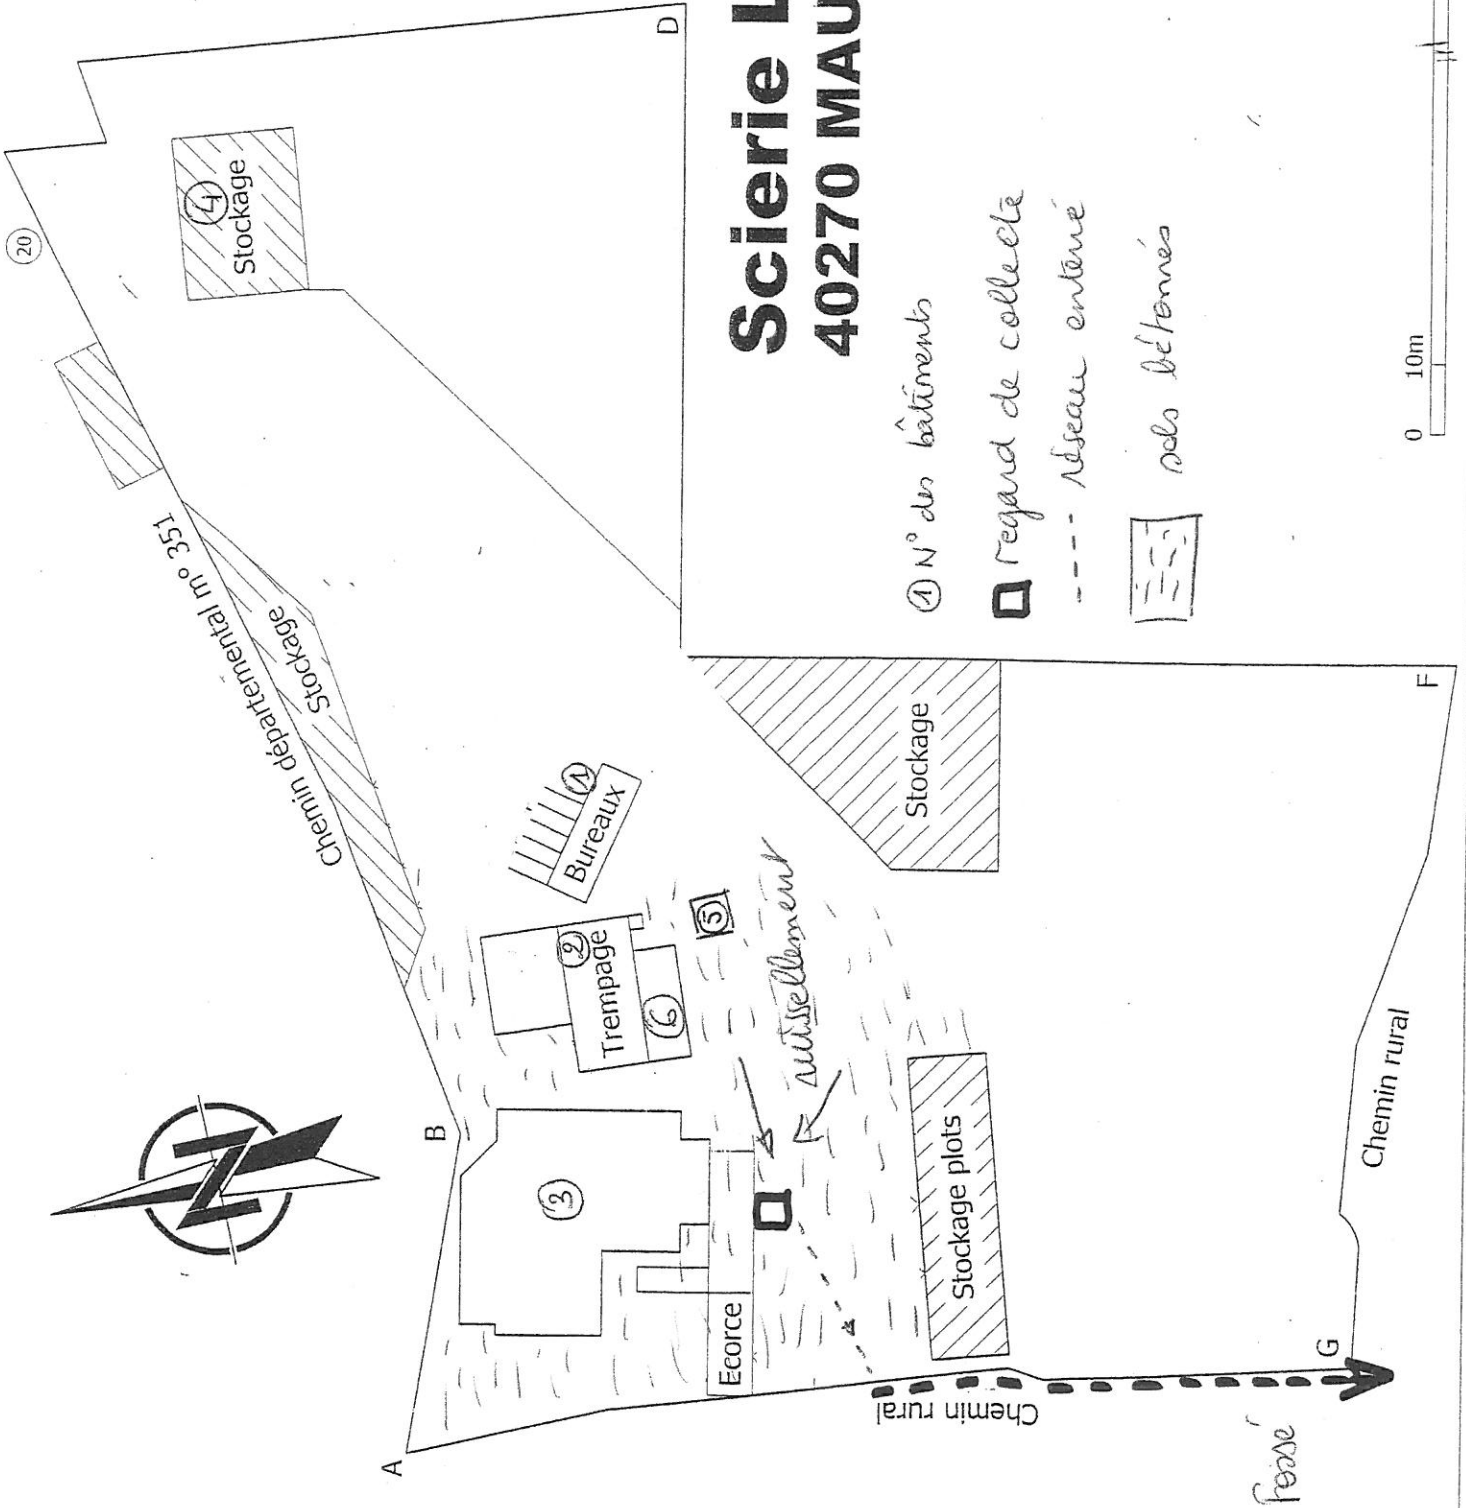 Scierie L
40270 MAU
① N° des bâtiments
regard de collecte
---- réseau enterré
sols bétonnés
0 10m
20
Chemin départemental m° 351
Stockage
④
Stockage
D
①
Bureaux
②
Trempage
⑥
⑤
③
B
A
Ecorce
ruissellement
Stockage
Stockage plots
Chemin rural
Chemin rural
F
G
fossé
N